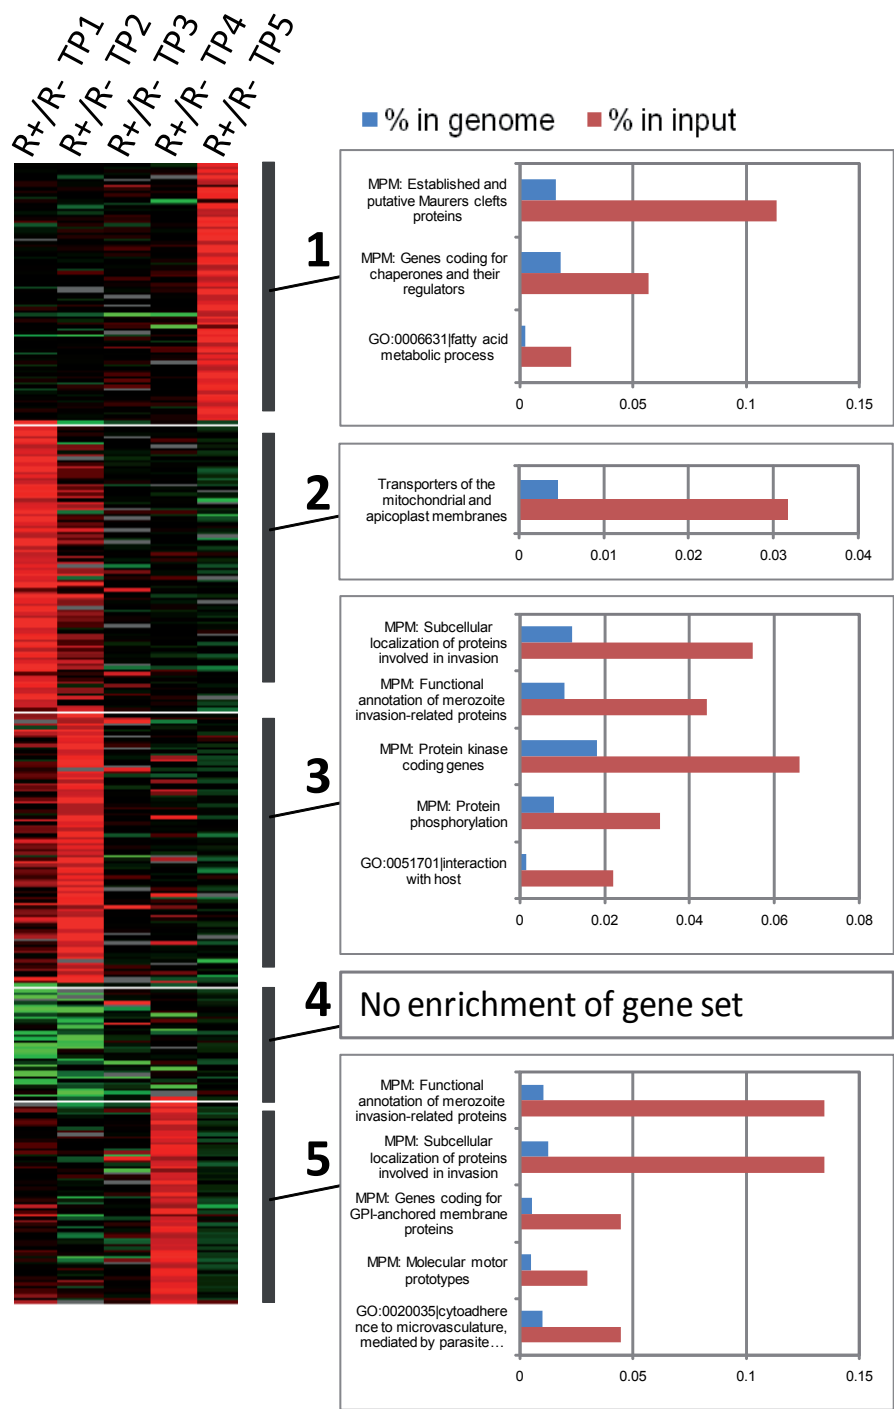 R+/R- TP1
R+/R- TP2
R+/R- TP3
R+/R- TP4
R+/R- TP5
% in genome
% in input
1
MPM: Established and
putative Maurers clefts
proteins
MPM: Genes coding for
chaperones and their
regulators
GO:0006631|fatty acid
metabolic process
0
0.05
0.1
0.15
2
Transporters of the
mitochondrial and
apicoplast membranes
0
0.01
0.02
0.03
0.04
3
MPM: Subcellular
localization of proteins
involved in invasion
MPM: Functional
annotation of merozoite
invasion-related proteins
MPM: Protein kinase
coding genes
MPM: Protein
phosphorylation
GO:0051701|interaction
with host
0
0.02
0.04
0.06
0.08
4
No enrichment of gene set
5
MPM: Functional
annotation of merozoite
invasion-related proteins
MPM: Subcellular
localization of proteins
involved in invasion
MPM: Genes coding for
GPI-anchored membrane
proteins
MPM: Molecular motor
prototypes
GO:0020035|cytoadhere
nce to microvasculature,
mediated by parasite…
0
0.05
0.1
0.15